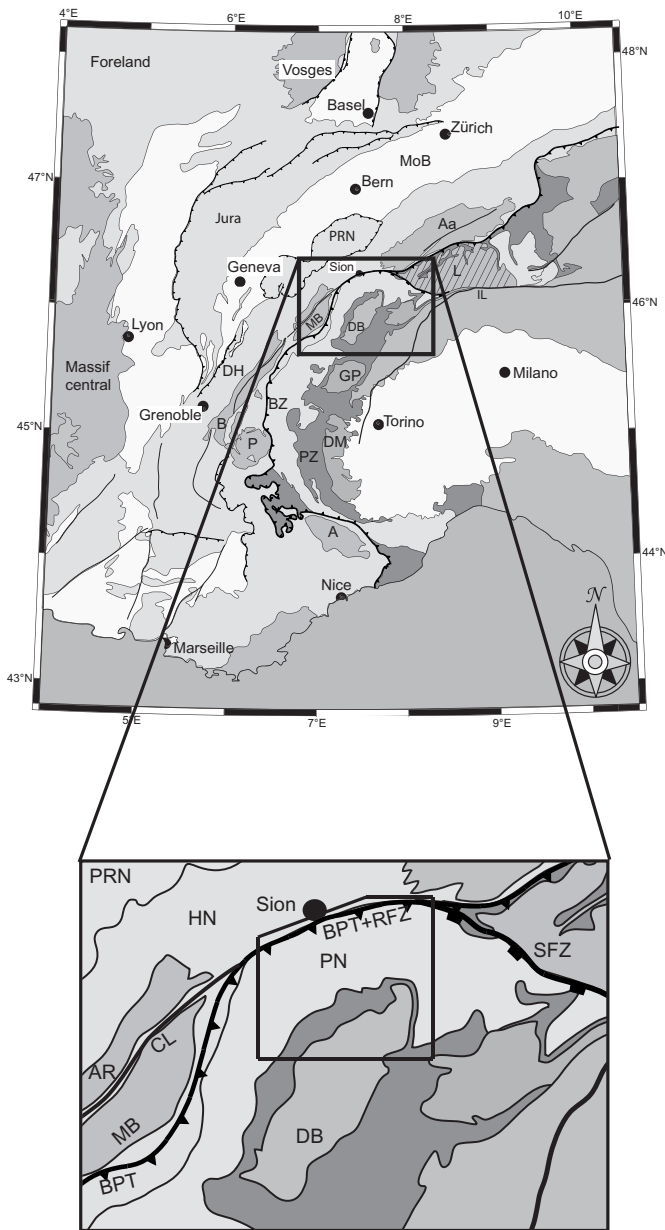 4°E
6°E
8°E
10°E
48°N
Foreland
Vosges
Basel
Zürich
MoB
47°N
Bern
Jura
Aa
PRN
Geneva
Sion
L
IL
46°N
MB
DB
Lyon
DH
GP
Milano
Massif
central
BZ
Grenoble
45°N
B
Torino
P
DM
PZ
A
44°N
Nice
N
Marseille
43°N
5°E
7°E
9°E
PRN
HN
Sion
BPT+RFZ
SFZ
PN
CL
AR
MB
DB
BPT